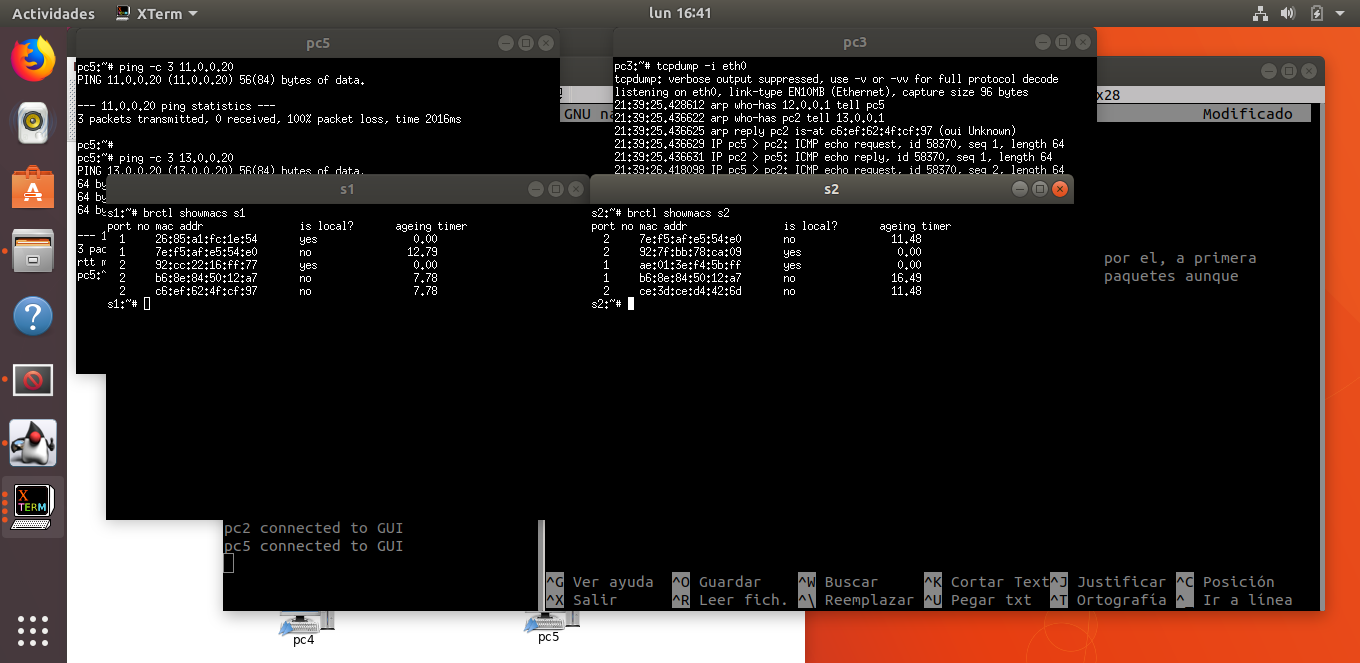 Actividades
XTerm
lun 16:41
pc5
pc5:~# ping -c 3 11.0.0.20
PING 11.0.0.20 (11.0.0.20) 56(84) bytes of data.
--- 11.0.0.20 ping statistics ---
3 packets transmitted, 0 received, 100% packet loss, time 2016ms
pc5:~#
pc5:~# ping -c 3 13.0.0.20
PING 13.0.0.20 (13.0.0.20) 56(84) bytes of data.
64 by
64 by
64 by
--- 1
3 pac
rtt m
pc5:~
pc3
pc3:~# tcpdump -i eth0
tcpdump: verbose output suppressed, use -v or -vv for full protocol decode
listening on eth0, link-type EN10MB (Ethernet), capture size 96 bytes
21:39:25.428612 arp who-has 12.0.0.1 tell pc5
21:39:25.436622 arp who-has pc2 tell 13.0.0.1
21:39:25.436625 arp reply pc2 is-at c6:ef:62:4f:cf:97 (oui Unknown)
21:39:25.436629 IP pc5 > pc2: ICMP echo request, id 58370, seq 1, length 64
21:39:25.436631 IP pc2 > pc5: ICMP echo reply, id 58370, seq 1, length 64
21:39:26.418098 IP pc5 > pc2: ICMP echo request, id 58370, seq 2, length 64
x28
GNU na
Modificado
s1
s1:~# brctl showmacs s1
port no mac addr is local? ageing timer
1 26:85:a1:fc:1e:54 yes 0.00
1 7e:f5:af:e5:54:e0 no 12.79
2 92:cc:22:16:ff:77 yes 0.00
2 b6:8e:84:50:12:a7 no 7.78
2 c6:ef:62:4f:cf:97 no 7.78
s1:~#
s2
s2:~# brctl showmacs s2
port no mac addr is local? ageing timer
2 7e:f5:af:e5:54:e0 no 11.48
2 92:7f:bb:78:ca:09 yes 0.00
1 ae:01:3e:f4:5b:ff yes 0.00
1 b6:8e:84:50:12:a7 no 16.49
2 ce:3d:ce:d4:42:6d no 11.48
s2:~#
por el, a primera
paquetes aunque
pc2 connected to GUI
pc5 connected to GUI
^G Ver ayuda ^O Guardar ^W Buscar ^K Cortar Text ^J Justificar ^C Posición
^X Salir ^R Leer fich. ^\ Reemplazar ^U Pegar txt ^T Ortografía ^_ Ir a línea
X
TERM
pc4
pc5